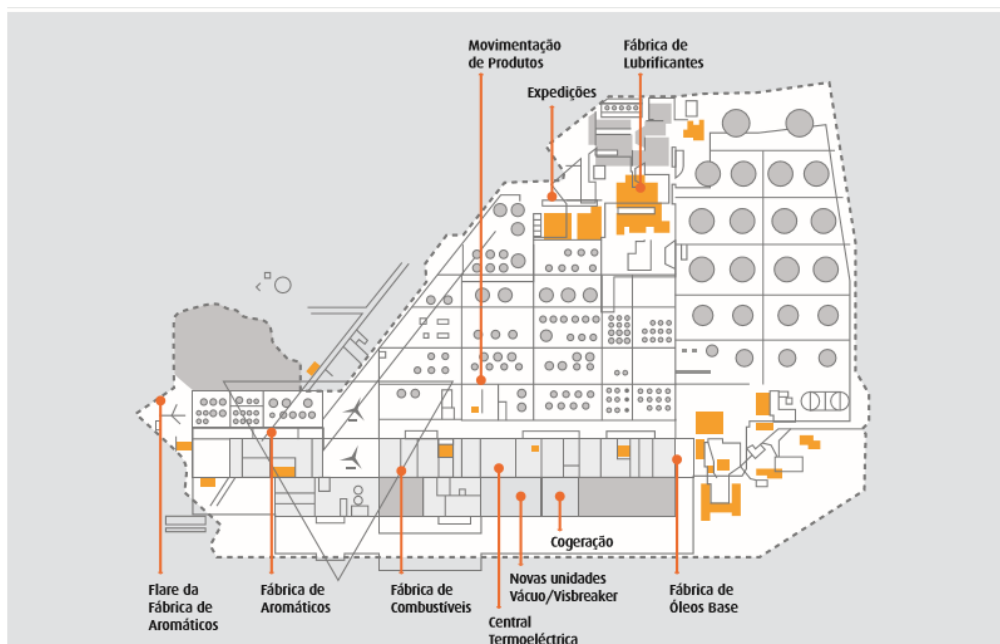 Movimentação
de Produtos
Fábrica de
Lubrificantes
Expedições
Cogeração
Flare da
Fábrica de
Aromáticos
Fábrica de
Aromáticos
Fábrica de
Combustíveis
Central
Termoeléctrica
Novas unidades
Vácuo/Visbreaker
Fábrica de
Óleos Base